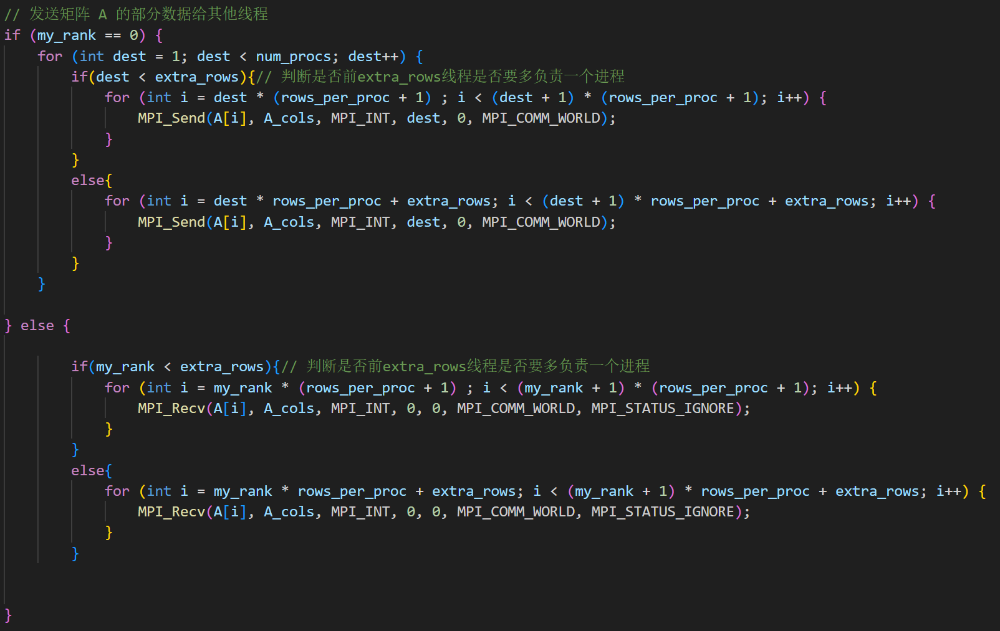 // 发送矩阵 A 的部分数据给其他线程
if (my_rank == 0) {
    for (int dest = 1; dest < num_procs; dest++) {
        if(dest < extra_rows){// 判断是否前extra_rows线程是否要多负责一个进程
            for (int i = dest * (rows_per_proc + 1) ; i < (dest + 1) * (rows_per_proc + 1); i++) {
                MPI_Send(A[i], A_cols, MPI_INT, dest, 0, MPI_COMM_WORLD);
            }
        }
        else{
            for (int i = dest * rows_per_proc + extra_rows; i < (dest + 1) * rows_per_proc + extra_rows; i++) {
                MPI_Send(A[i], A_cols, MPI_INT, dest, 0, MPI_COMM_WORLD);
            }
        }
    }
} else {
        if(my_rank < extra_rows){// 判断是否前extra_rows线程是否要多负责一个进程
            for (int i = my_rank * (rows_per_proc + 1) ; i < (my_rank + 1) * (rows_per_proc + 1); i++) {
                MPI_Recv(A[i], A_cols, MPI_INT, 0, 0, MPI_COMM_WORLD, MPI_STATUS_IGNORE);
            }
        }
        else{
            for (int i = my_rank * rows_per_proc + extra_rows; i < (my_rank + 1) * rows_per_proc + extra_rows; i++) {
                MPI_Recv(A[i], A_cols, MPI_INT, 0, 0, MPI_COMM_WORLD, MPI_STATUS_IGNORE);
            }
        }
}